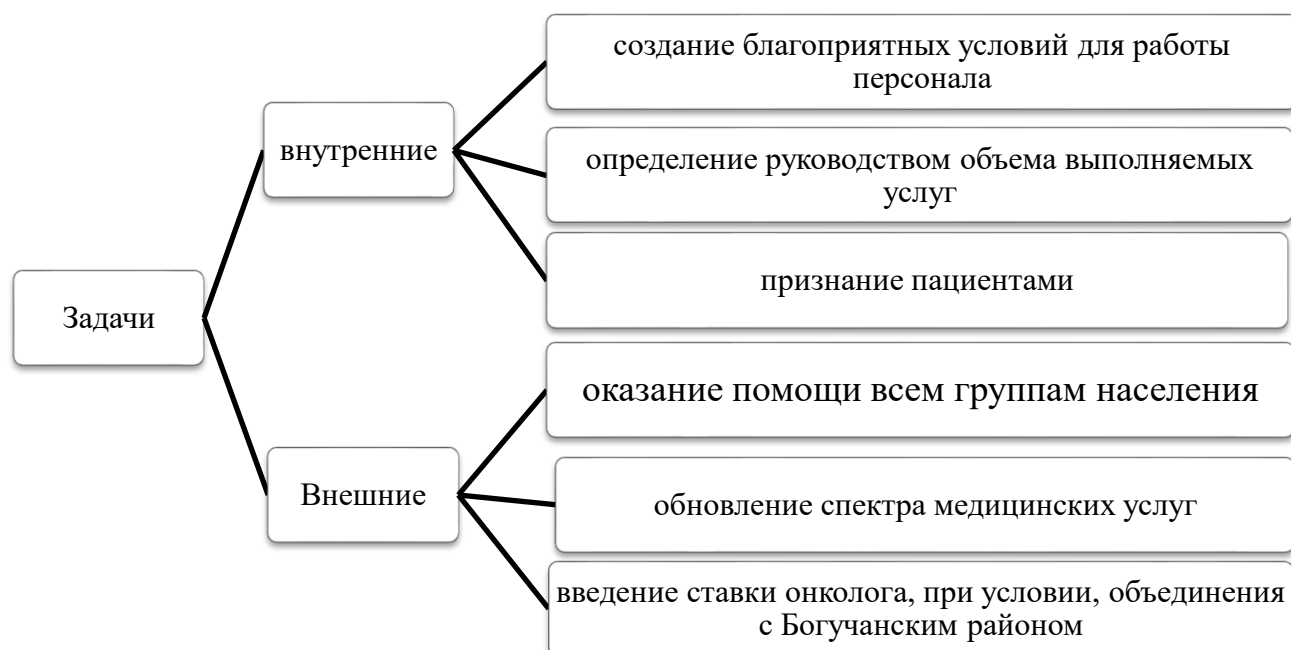 Задачи
внутренние
создание благоприятных условий для работы
персонала
определение руководством объема выполняемых
услуг
признание пациентами
Внешние
оказание помощи всем группам населения
обновление спектра медицинских услуг
введение ставки онколога, при условии, объединения
с Богучанским районом